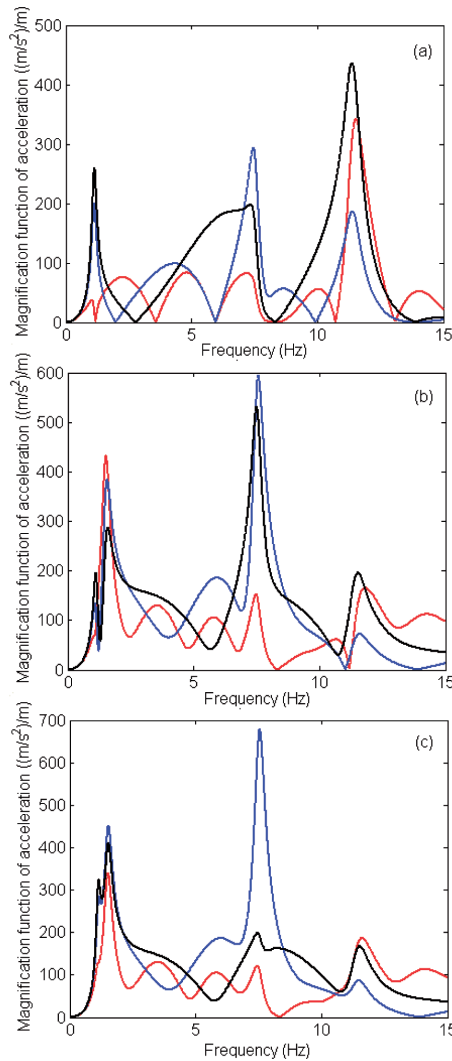 (a)
Magnification function of acceleration ((m/s²)/m)
500
400
300
200
100
0
0 5 10 15
Frequency (Hz)
(b)
Magnification function of acceleration ((m/s²)/m)
600
500
400
300
200
100
0
0 5 10 15
Frequency (Hz)
(c)
Magnification function of acceleration ((m/s²)/m)
700
600
500
400
300
200
100
0
0 5 10 15
Frequency (Hz)